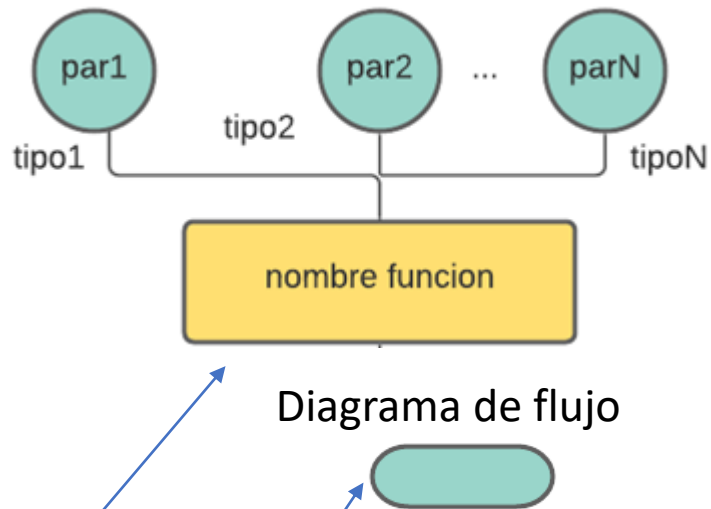 par1
par2
...
parN
tipo1
tipo2
tipoN
nombre funcion
Diagrama de flujo